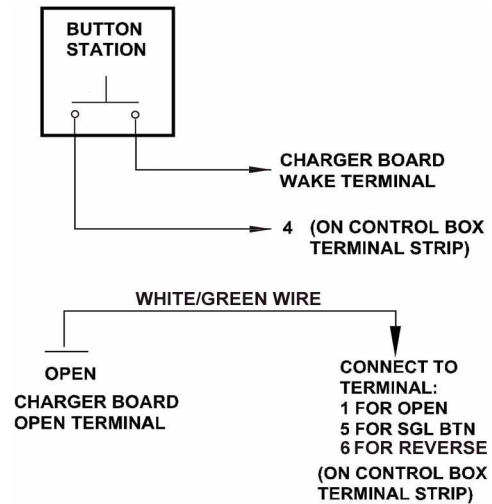 BUTTON
STATION
CHARGER BOARD
WAKE TERMINAL
4 (ON CONTROL BOX
TERMINAL STRIP)
WHITE/GREEN WIRE
OPEN
CHARGER BOARD
OPEN TERMINAL
CONNECT TO
TERMINAL:
1 FOR OPEN
5 FOR SGL BTN
6 FOR REVERSE
(ON CONTROL BOX
TERMINAL STRIP)